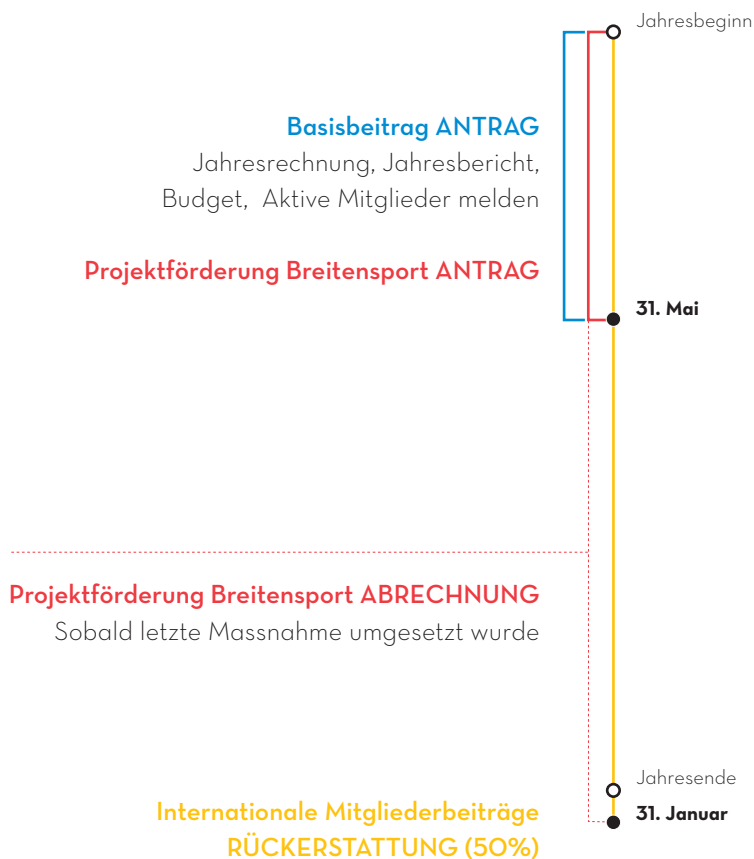 Jahresbeginn
Basisbeitrag ANTRAG
Jahresrechnung, Jahresbericht,
Budget, Aktive Mitglieder melden
Projektförderung Breitensport ANTRAG
31. Mai
Projektförderung Breitensport ABRECHNUNG
Sobald letzte Massnahme umgesetzt wurde
Jahresende
31. Januar
Internationale Mitgliederbeiträge
RÜCKERSTATTUNG (50%)